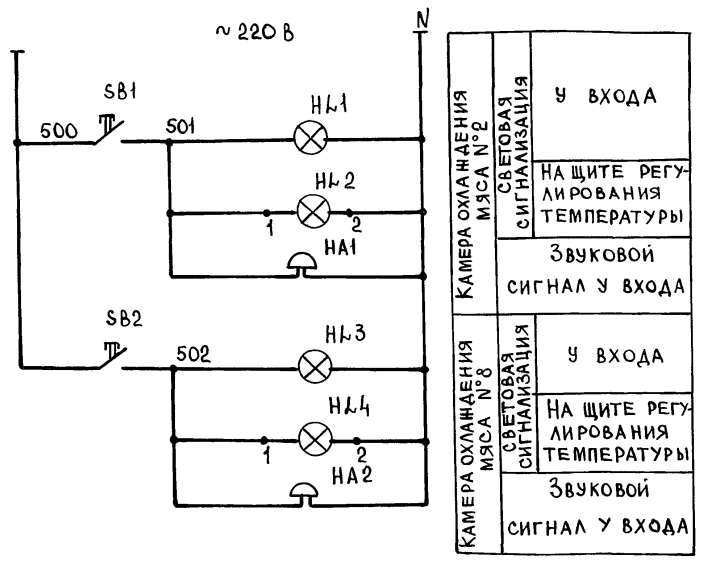 ~220 В
N
SB1
500
501
HL1
HL2
1
2
HA1
SB2
502
HL3
HL4
1
2
HA2
КАМЕРА ОХЛАЖДЕНИЯ
МЯСА N°2
СВЕТОВАЯ
СИГНАЛИЗАЦИЯ
У ВХОДА
НА ЩИТЕ РЕГУ-
ЛИРОВАНИЯ
ТЕМПЕРАТУРЫ
ЗВУКОВОЙ
СИГНАЛ У ВХОДА
КАМЕРА ОХЛАЖДЕНИЯ
МЯСА N°8
СВЕТОВАЯ
СИГНАЛИЗАЦИЯ
У ВХОДА
НА ЩИТЕ РЕГУ-
ЛИРОВАНИЯ
ТЕМПЕРАТУРЫ
ЗВУКОВОЙ
СИГНАЛ У ВХОДА